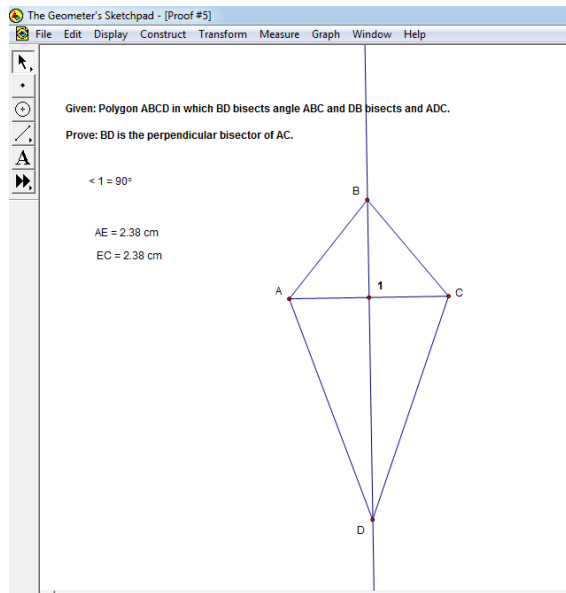 The Geometer's Sketchpad - [Proof #5]
File Edit Display Construct Transform Measure Graph Window Help
A
Given: Polygon ABCD in which BD bisects angle ABC and DB bisects and ADC.
Prove: BD is the perpendicular bisector of AC.
< 1 = 90º
AE = 2.38 cm
EC = 2.38 cm
B
1
A
C
D